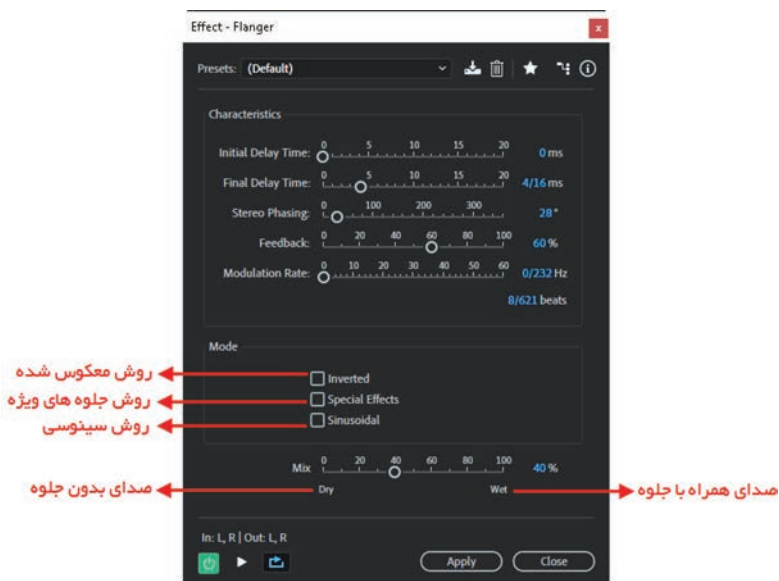 Effect - Flanger
x
Presets: (Default)
Characteristics
0 5 10 15 20
Initial Delay Time: 0 ms
0 5 10 15 20
Final Delay Time: 4/16 ms
0 100 200 300
Stereo Phasing: 28°
0 20 40 60 80 100
Feedback: 60 %
0 10 20 30 40 50 60
Modulation Rate: 0/232 Hz
8/621 beats
Mode
روش معکوس شده
Inverted
روش جلوه های ویژه
Special Effects
روش سینوسی
Sinusoidal
0 20 40 60 80 100
Mix 40 %
صدای بدون جلوه
Dry
Wet
صدای همراه با جلوه
In: L, R | Out: L, R
Apply
Close